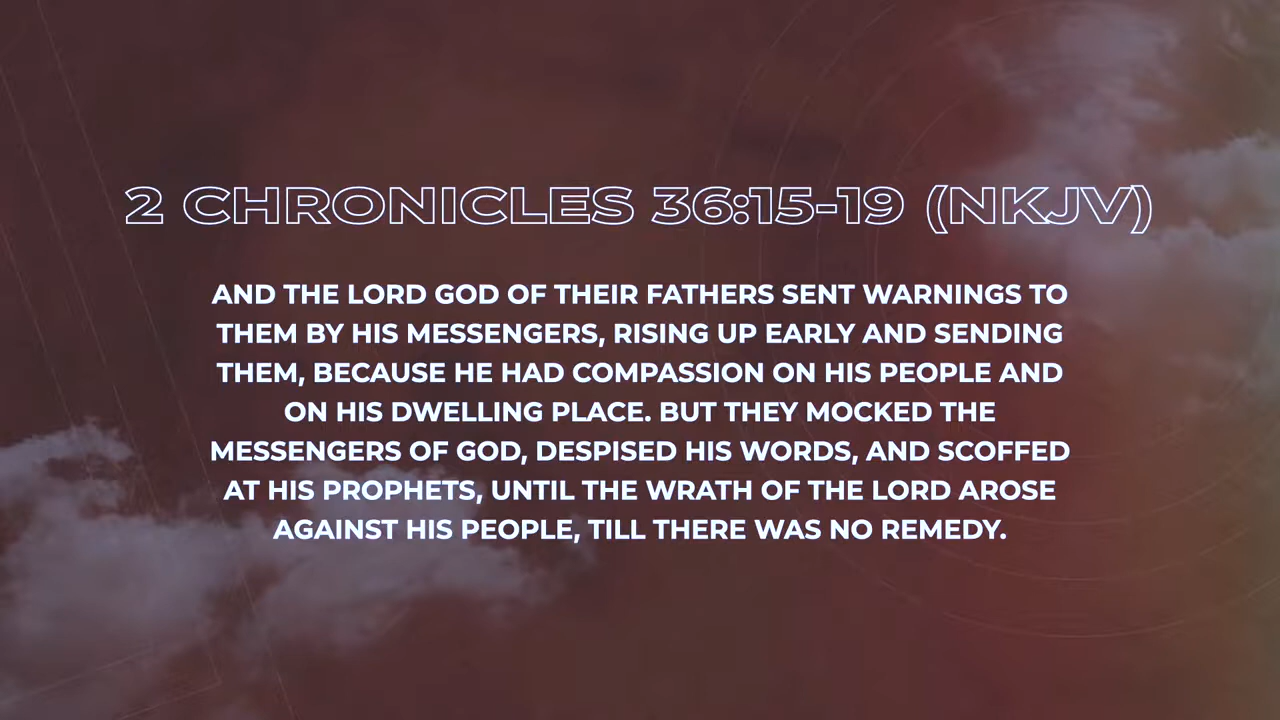 2 CHRONICLES 36:15-19 (NKJV)
AND THE LORD GOD OF THEIR FATHERS SENT WARNINGS TO
THEM BY HIS MESSENGERS, RISING UP EARLY AND SENDING
THEM, BECAUSE HE HAD COMPASSION ON HIS PEOPLE AND
ON HIS DWELLING PLACE. BUT THEY MOCKED THE
MESSENGERS OF GOD, DESPISED HIS WORDS, AND SCOFFED
AT HIS PROPHETS, UNTIL THE WRATH OF THE LORD AROSE
AGAINST HIS PEOPLE, TILL THERE WAS NO REMEDY.